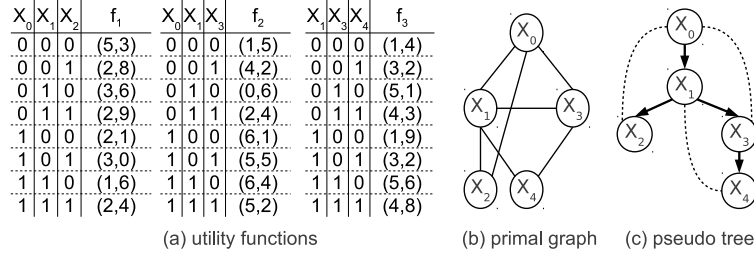 X0 X1 X2 f1 X0 X1 X3 f2 X1 X3 X4 f3
0 0 0 (5,3) 0 0 0 (1,5) 0 0 0 (1,4)
0 0 1 (2,8) 0 0 1 (4,2) 0 0 1 (3,2)
0 1 0 (3,6) 0 1 0 (0,6) 0 1 0 (5,1)
0 1 1 (2,9) 0 1 1 (2,4) 0 1 1 (4,3)
1 0 0 (2,1) 1 0 0 (6,1) 1 0 0 (1,9)
1 0 1 (3,0) 1 0 1 (5,5) 1 0 1 (3,2)
1 1 0 (1,6) 1 1 0 (6,4) 1 1 0 (5,6)
1 1 1 (2,4) 1 1 1 (5,2) 1 1 1 (4,8)
(a) utility functions
X0
X1 X3
X2 X4
(b) primal graph
X0
X1
X2 X3
X4
(c) pseudo tree